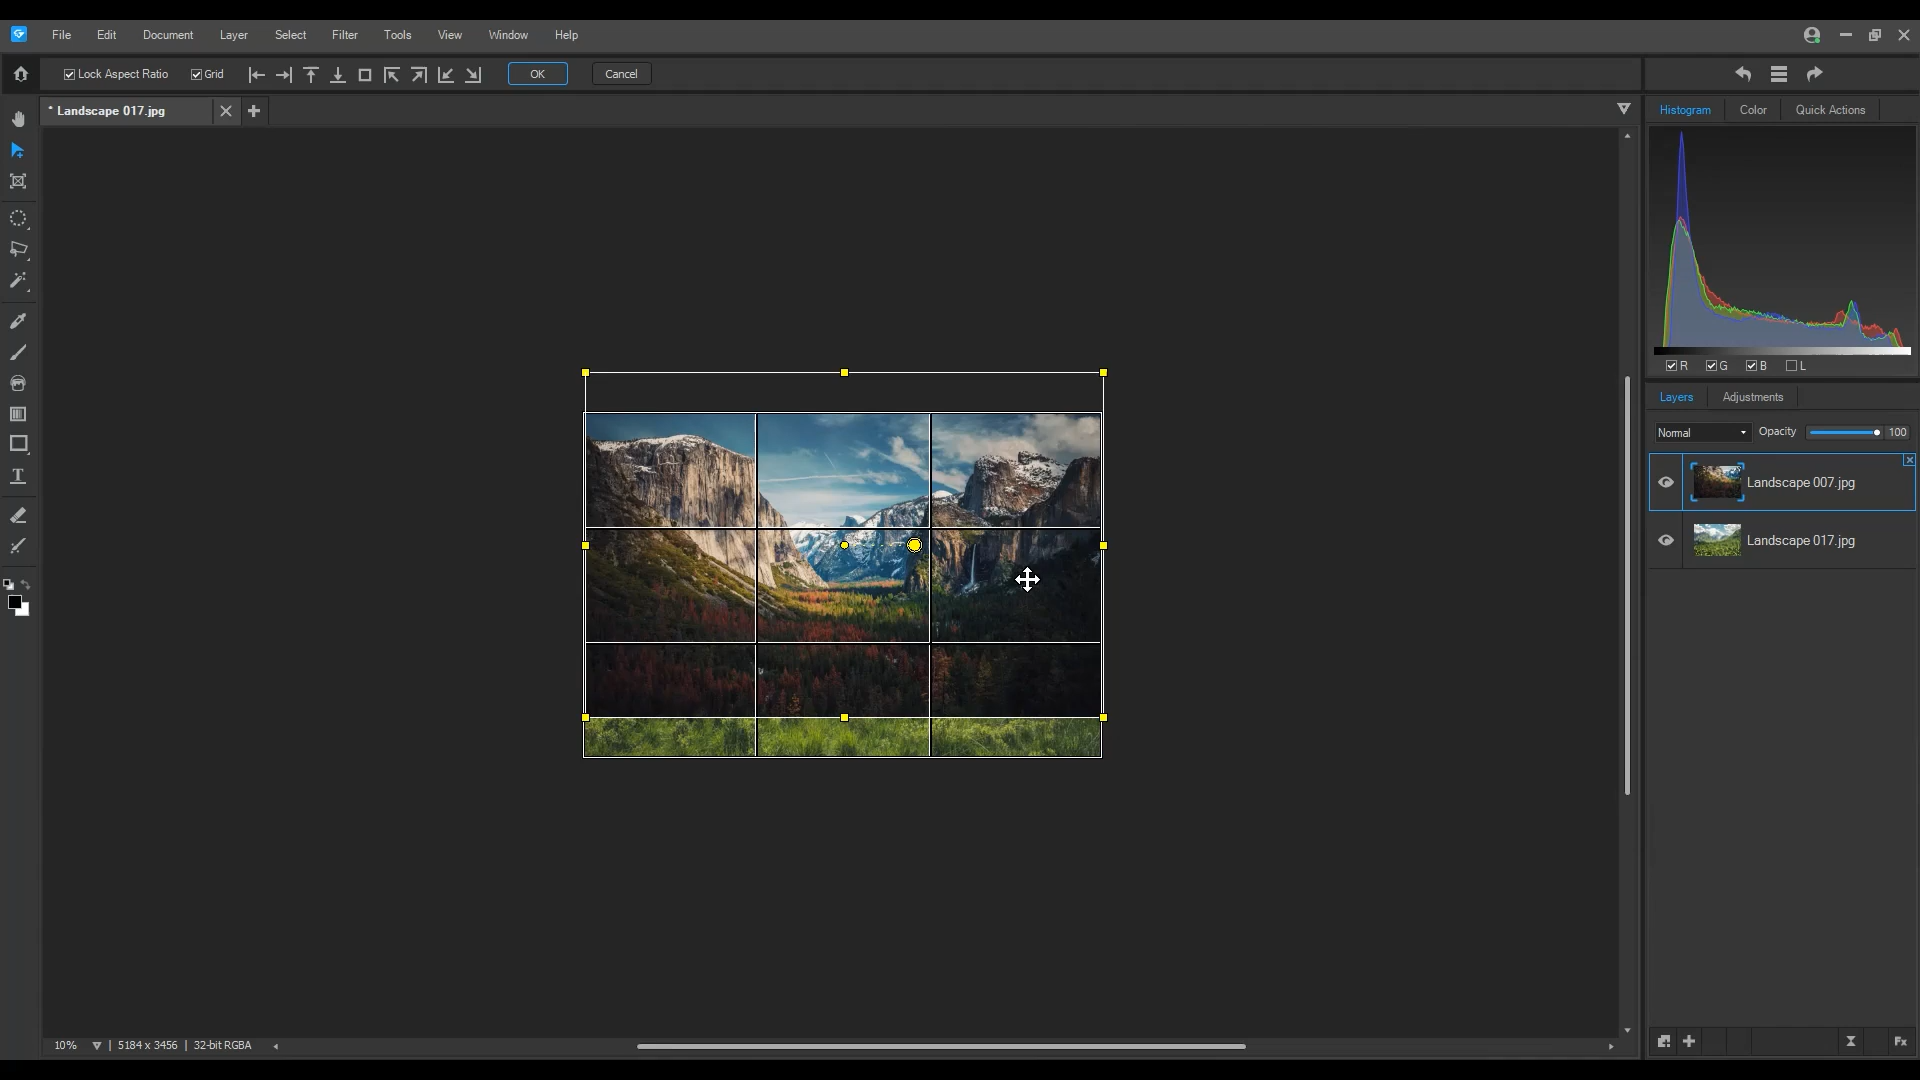 File Edit Document Layer Select Filter Tools View Window Help
Lock Aspect Ratio Grid OK Cancel
* Landscape 017.jpg
Histogram Color Quick Actions
R G B L
Layers Adjustments
Normal Opacity 100
Landscape 007.jpg
Landscape 017.jpg
T
10% | 5184 x 3456 | 32-bit RGBA
Fx